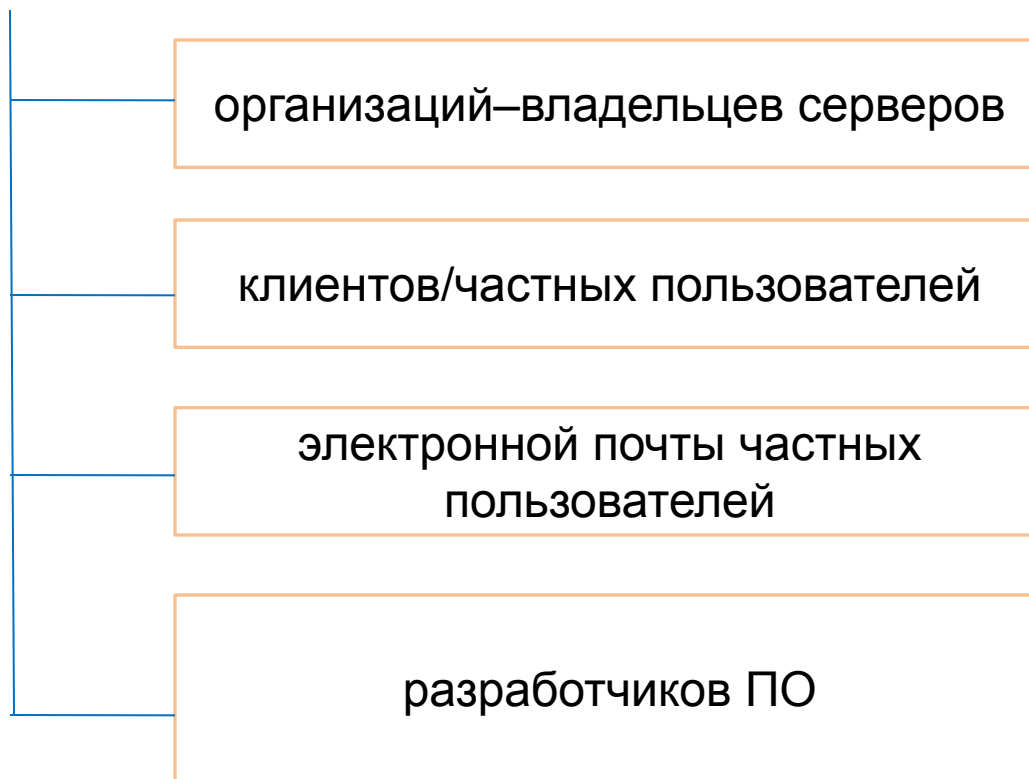 организаций–владельцев серверов
клиентов/частных пользователей
электронной почты частных
пользователей
разработчиков ПО